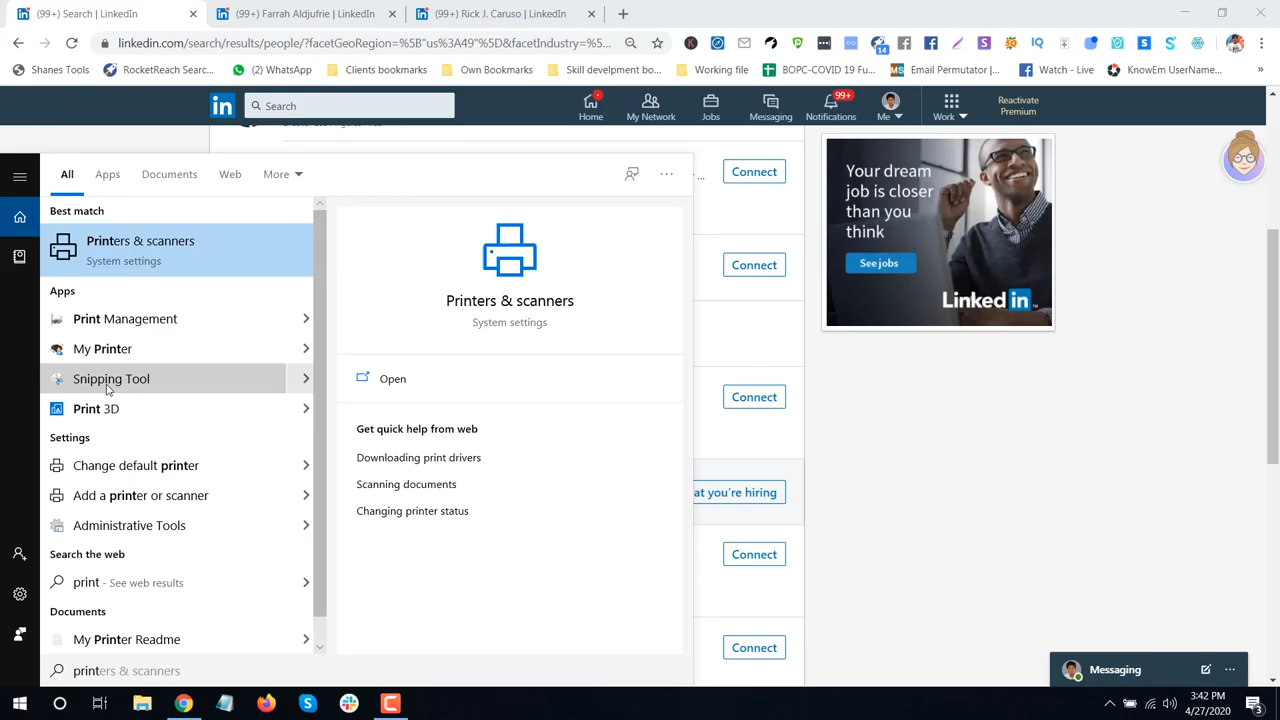 (99+) Search | LinkedIn
(99+) Farrah Aldjufrie | LinkedIn
(99+) Rick J. Caruso | LinkedIn
linkedin.com/search/results/people/?facetGeoRegion=%5B"us%3A49"%5D&facetIndustry=%5...
14
Shanes Tools
RocketReach Searc...
(2) WhatsApp
Clients bookmarks
Own Bookmarks
Skill develpment bo...
Working file
BOPC-COVID 19 Fu...
Email Permutator |...
Watch - Live
KnowEm UserName...
in
Search
Home
My Network
Jobs
Messaging
99+
Notifications
Me
Work
Reactivate
Premium
All
Apps
Documents
Web
More
...
Connect
Best match
Printers & scanners
System settings
Apps
Print Management
My Printer
Snipping Tool
Print 3D
Settings
Change default printer
Add a printer or scanner
Administrative Tools
Search the web
print - See web results
Documents
My Printer Readme
printers & scanners
Printers & scanners
System settings
Open
Get quick help from web
Downloading print drivers
Scanning documents
Changing printer status
Connect
Connect
at you're hiring
Connect
Connect
Your dream
job is closer
than you
think
See jobs
LinkedIn
Messaging
3:42 PM
4/27/2020
3